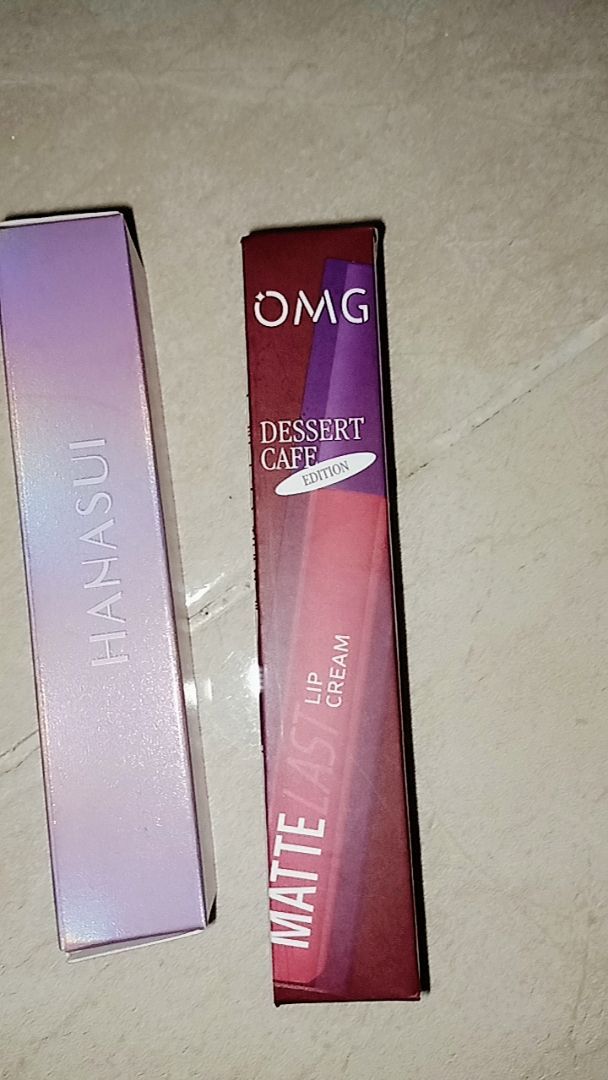 HANASUI
OMG
DESSERT
CAFE
EDITION
MATTE LAST LIP
CREAM